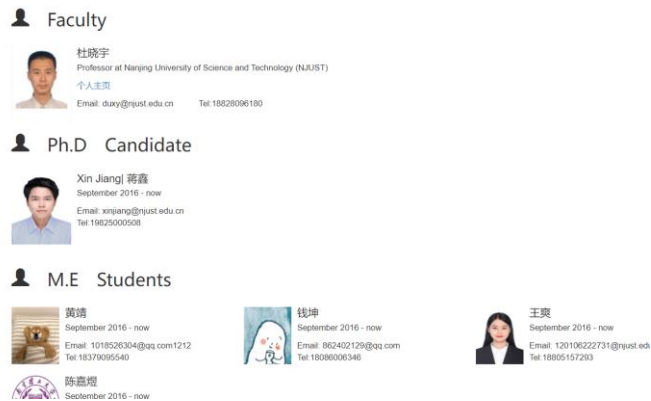 Faculty
杜晓宇
Professor at Nanjing University of Science and Technology (NJUST)
个人主页
Email: duxy@njust.edu.cn Tel:18828096180
Ph.D Candidate
Xin Jiang| 蒋鑫
September 2016 - now
Email: xinjiang@njust.edu.cn
Tel:19825000508
M.E Students
黄靖
September 2016 - now
Email: 1018526304@qq.com1212
Tel:18379095540
钱坤
September 2016 - now
Email: 862402129@qq.com
Tel:18086006346
王爽
September 2016 - now
Email: 120106222731@njust.edu
Tel:18805157293
陈嘉煜
September 2016 - now